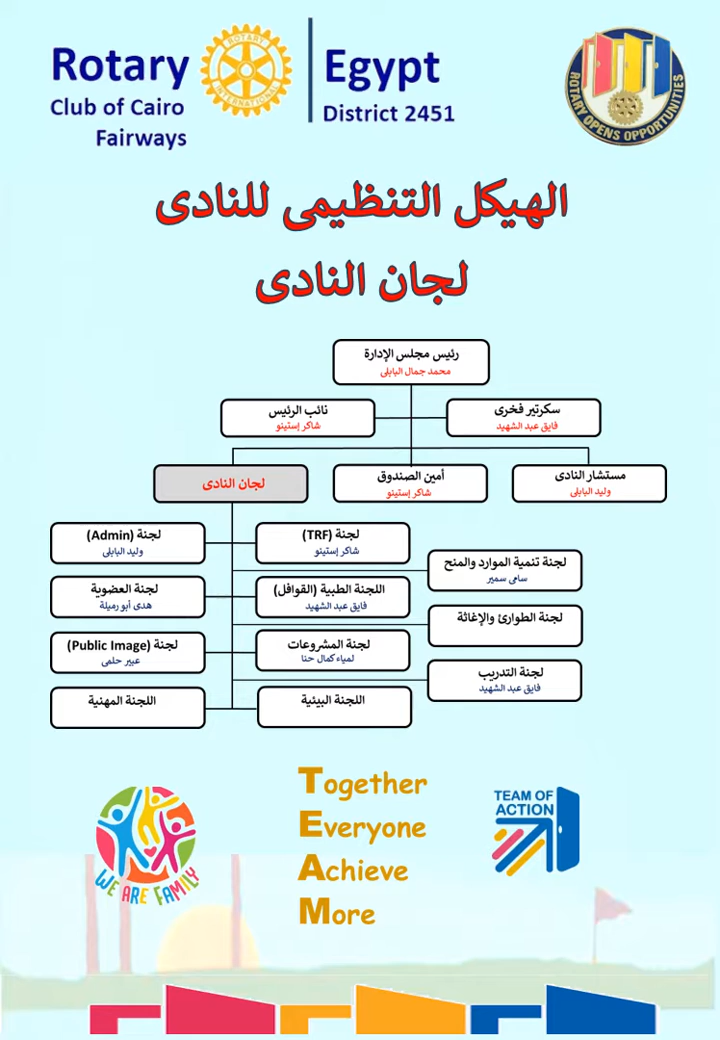 Rotary
Club of Cairo
Fairways
ROTARY
INTERNATIONAL
Egypt
District 2451
ROTARY OPENS OPPORTUNITIES
الهيكل التنظيمى للنادى
لجان النادى
رئيس مجلس الإدارة
محمد جمال البابلى
سكرتير فخرى
فايق عبد الشهيد
نائب الرئيس
شاكر إستينو
مستشار النادى
وليد البابلى
أمين الصندوق
شاكر إستينو
لجان النادى
لجنة (TRF)
شاكر إستينو
لجنة (Admin)
وليد البابلى
لجنة تنمية الموارد والمنح
سامى سمير
اللجنة الطبية (القوافل)
فايق عبد الشهيد
لجنة العضوية
هدى أبو رميلة
لجنة الطوارئ والإغاثة
لجنة المشروعات
لمياء كمال حنا
لجنة (Public Image)
عبير حلمى
لجنة التدريب
فايق عبد الشهيد
اللجنة البيئية
اللجنة المهنية
WE ARE FAMILY
Together
Everyone
Achieve
More
TEAM OF
ACTION